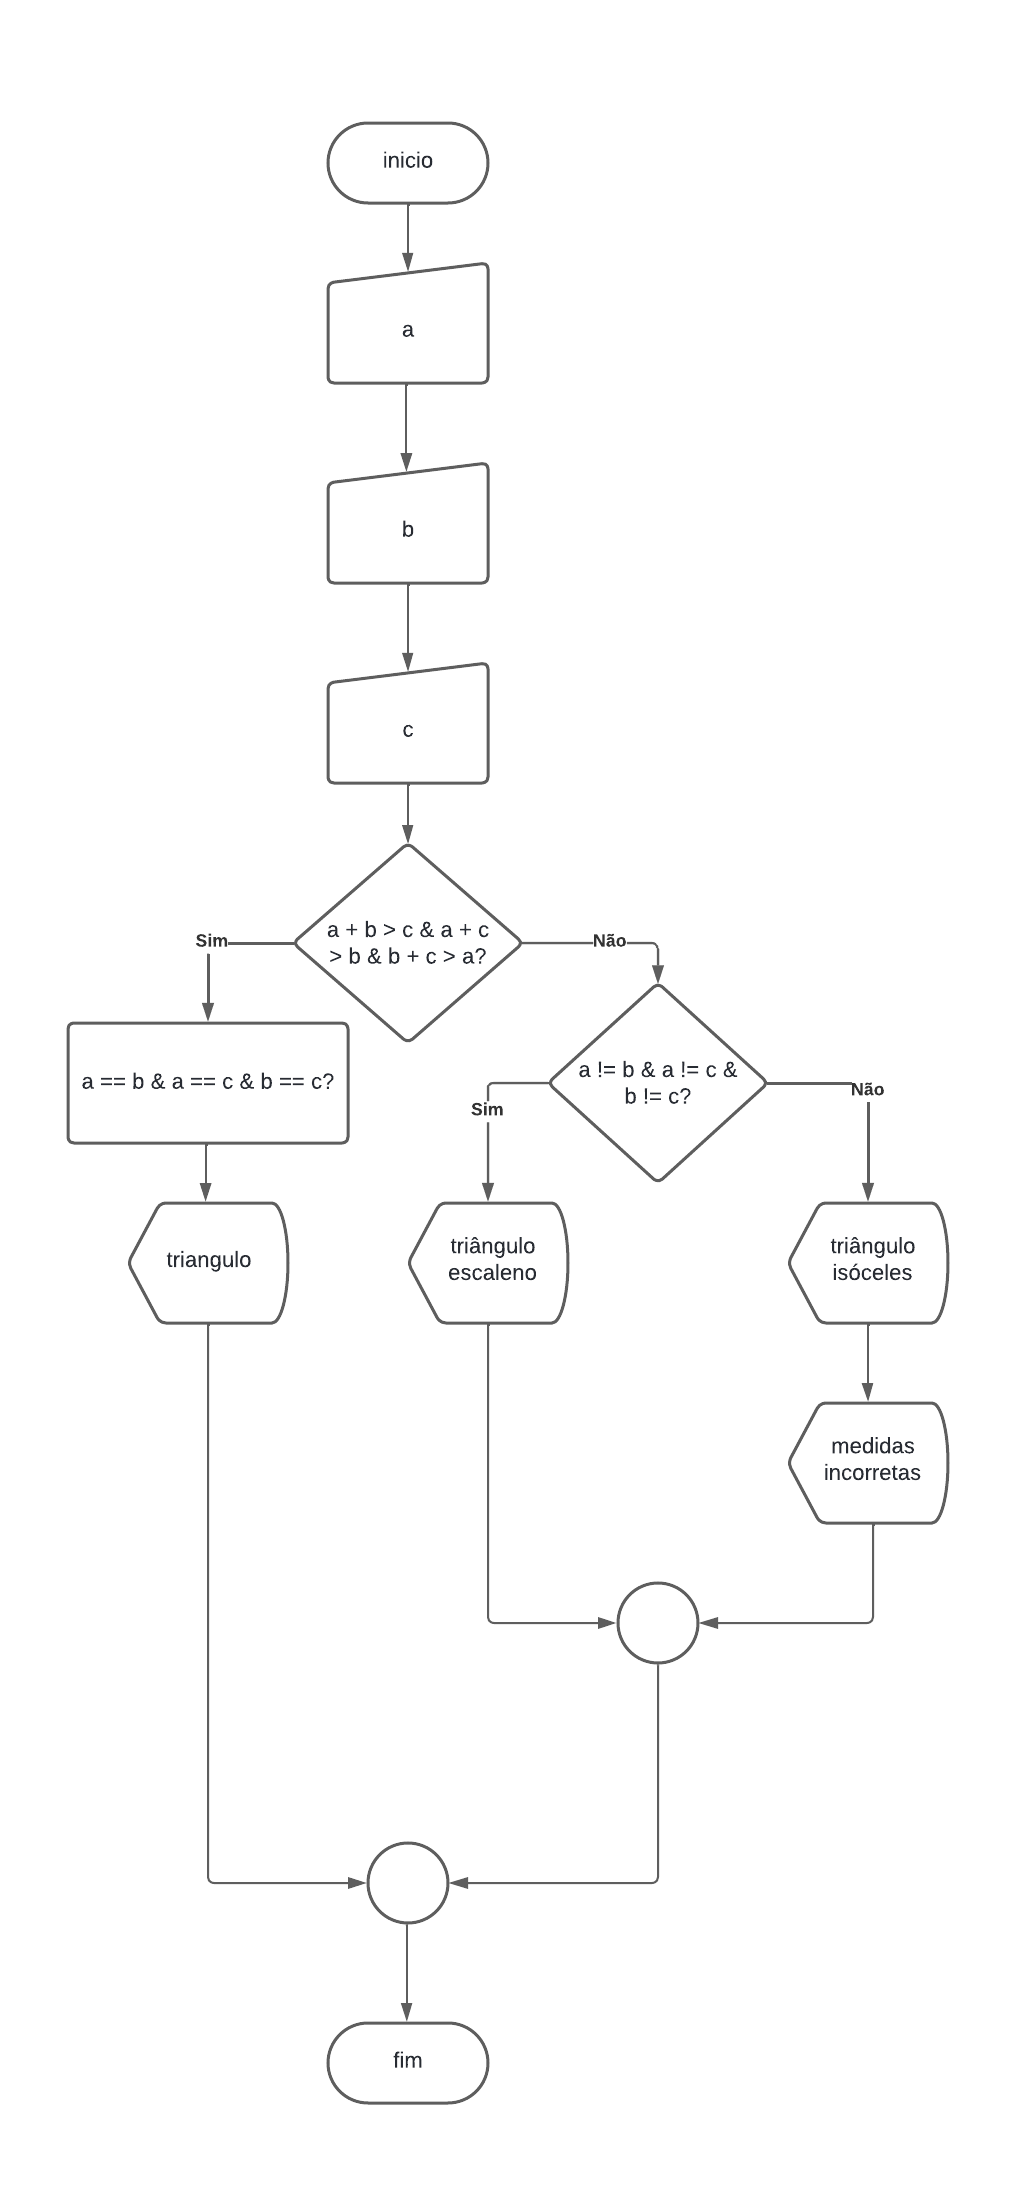 inicio
a
b
c
a + b > c & a + c
> b & b + c > a?
Sim
Não
a == b & a == c & b == c?
a != b & a != c &
b != c?
Sim
Não
triangulo
triângulo
escaleno
triângulo
isóceles
medidas
incorretas
fim